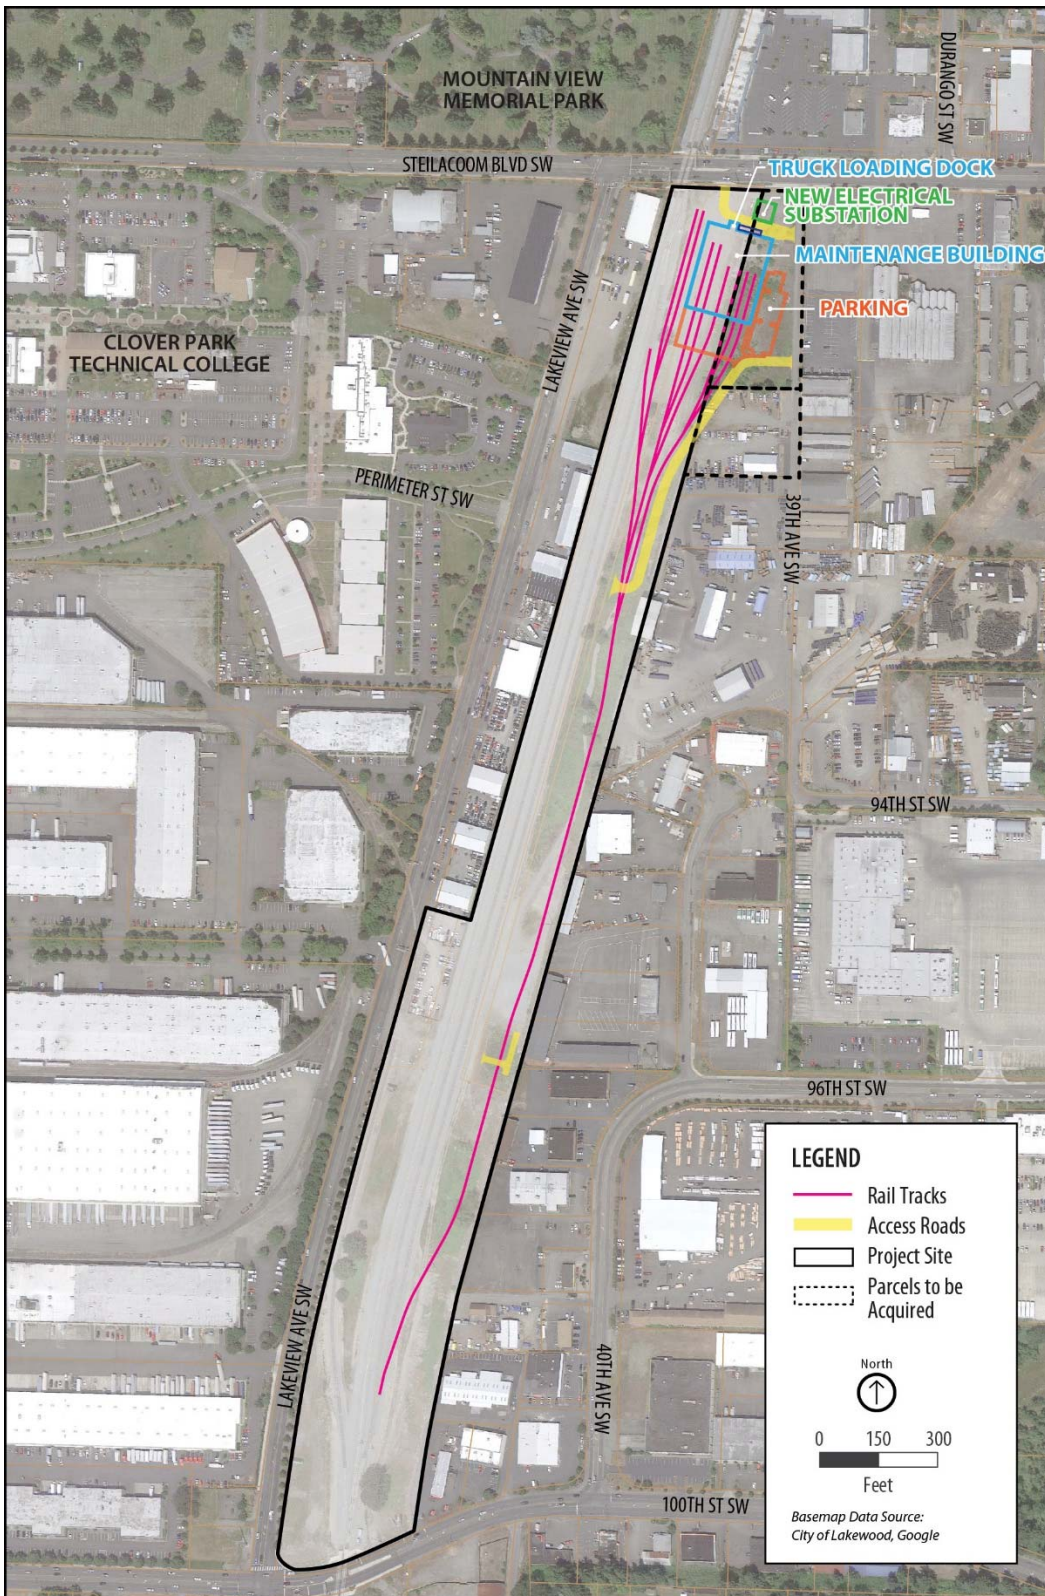 MOUNTAIN VIEW
MEMORIAL PARK
DURANGO ST SW
STEILACOOM BLVD SW
TRUCK LOADING DOCK
NEW ELECTRICAL
SUBSTATION
MAINTENANCE BUILDING
PARKING
LAKEVIEW AVE SW
CLOVER PARK
TECHNICAL COLLEGE
PERIMETER ST SW
39TH AVE SW
94TH ST SW
96TH ST SW
LAKEVIEW AVE SW
40TH AVE SW
100TH ST SW
LEGEND
Rail Tracks
Access Roads
Project Site
Parcels to be
Acquired
North
0 150 300
Feet
Basemap Data Source:
City of Lakewood, Google